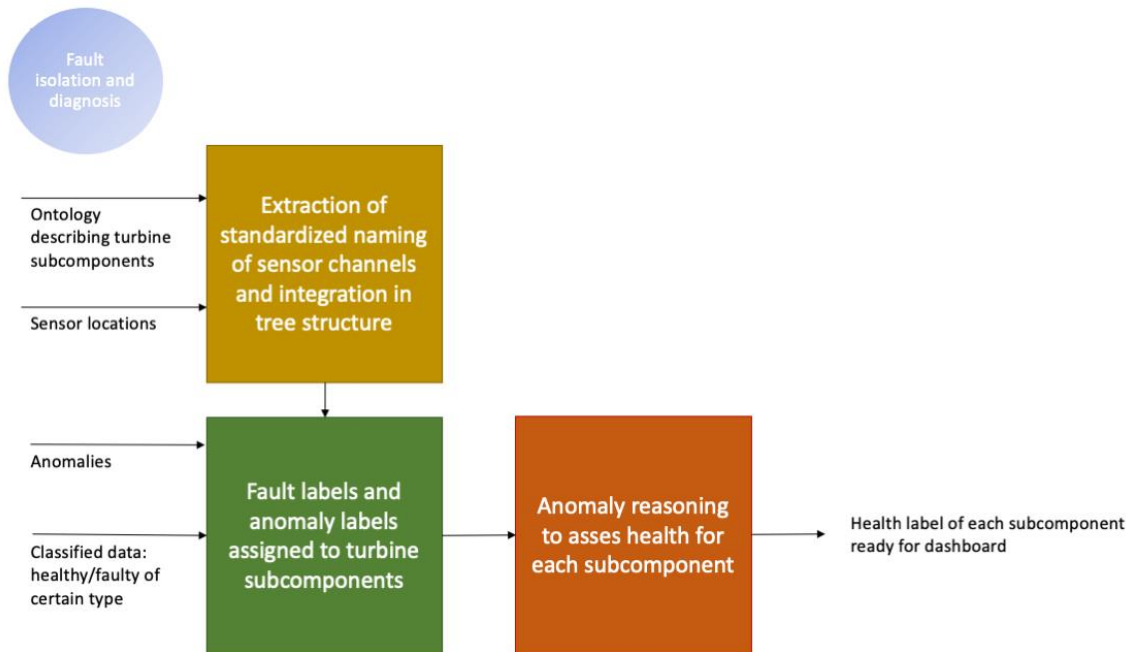 Fault
isolation and
diagnosis
Ontology
describing turbine
subcomponents
Sensor locations
Extraction of
standardized naming
of sensor channels
and integration in
tree structure
Anomalies
Classified data:
healthy/faulty of
certain type
Fault labels and
anomaly labels
assigned to turbine
subcomponents
Anomaly reasoning
to asses health for
each subcomponent
Health label of each subcomponent
ready for dashboard